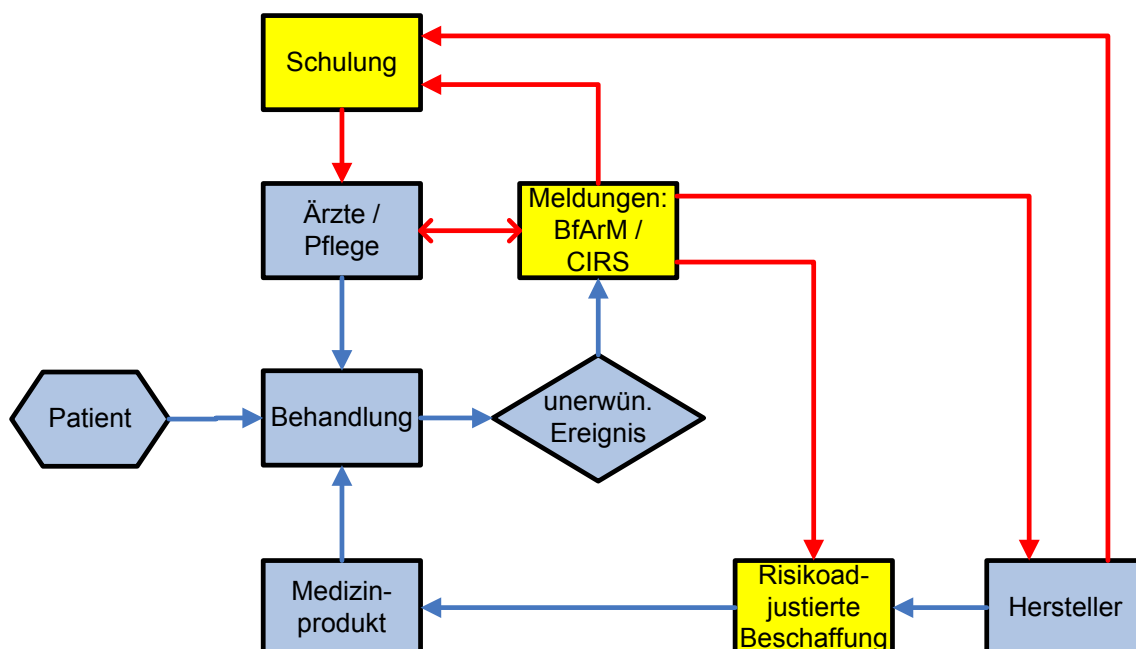 Schulung
Ärzte /
Pflege
Meldungen:
BfArM /
CIRS
Patient
Behandlung
unerwün.
Ereignis
Medizin-
produkt
Risikoad-
justierte
Beschaffung
Hersteller